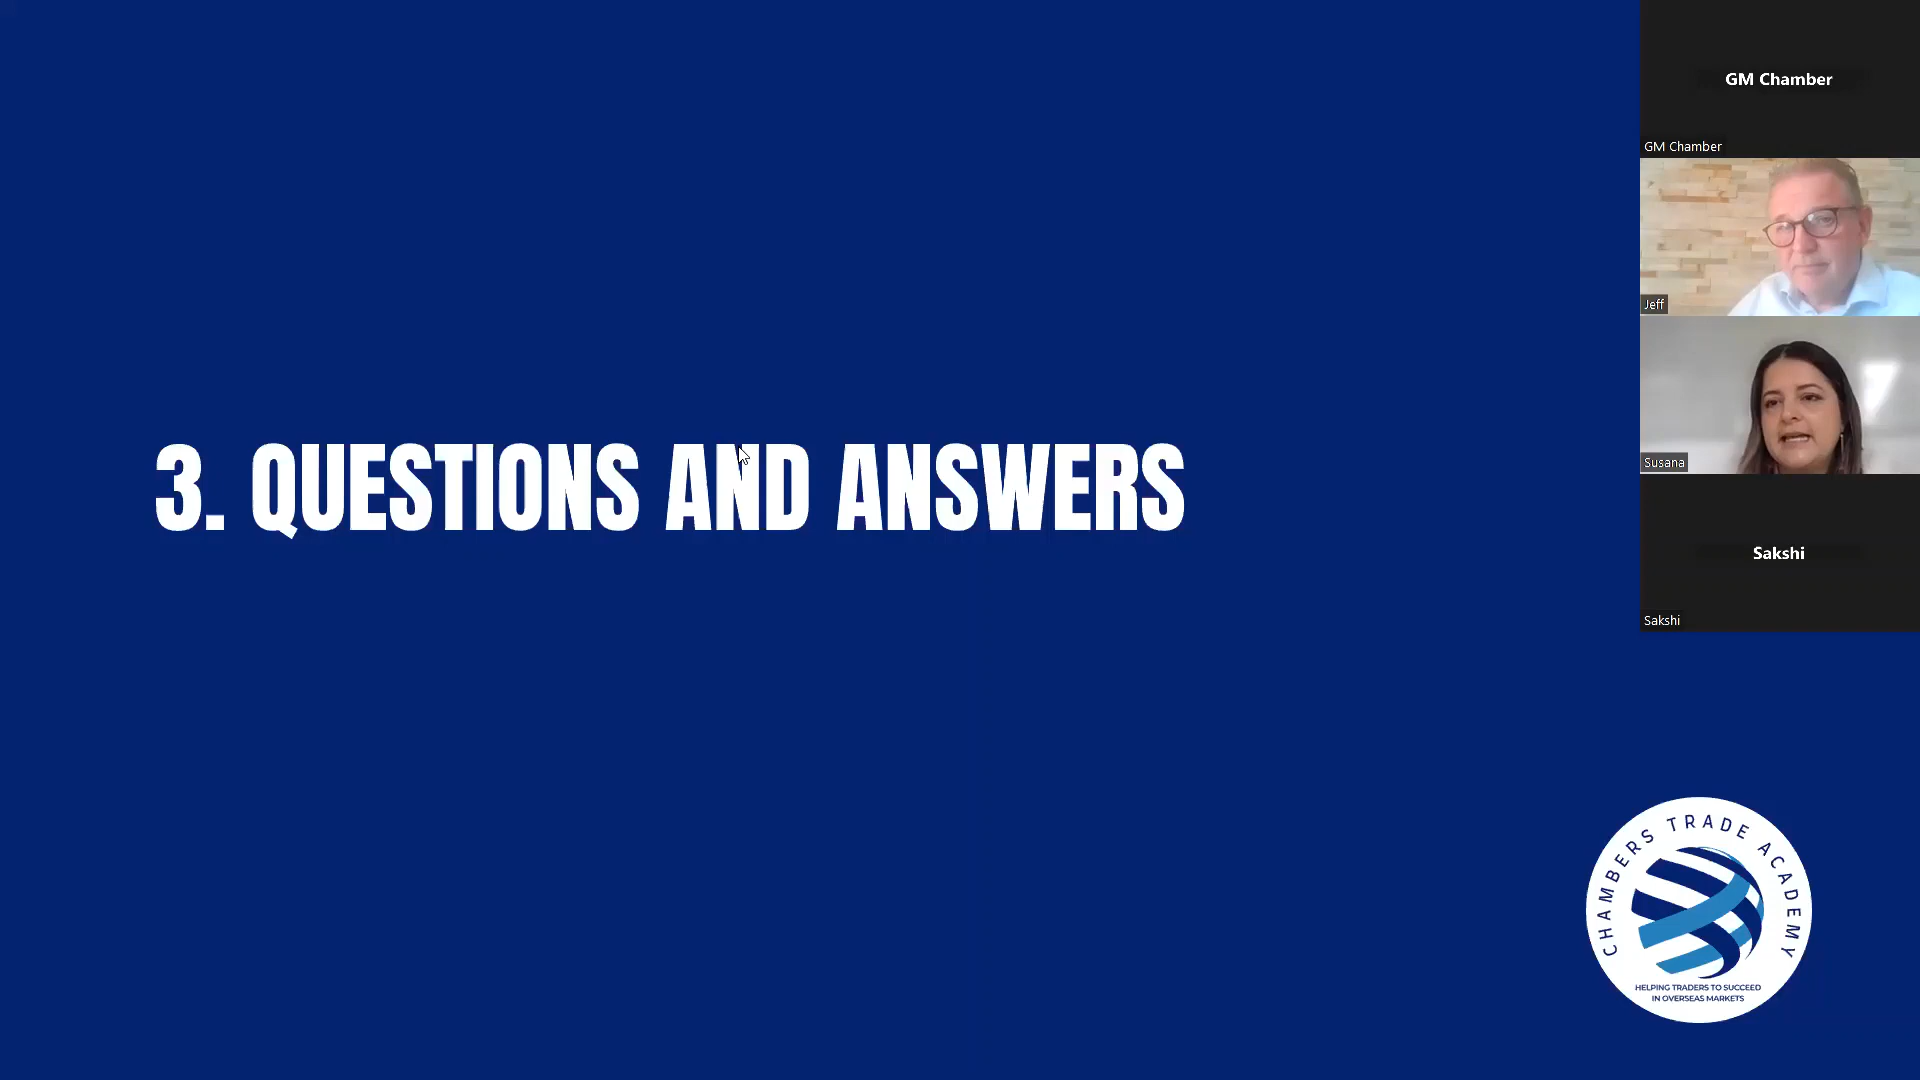 GM Chamber
GM Chamber
Jeff
3. QUESTIONS AND ANSWERS
Susana
Sakshi
Sakshi
CHAMBERS TRADE ACADEMY
HELPING TRADERS TO SUCCEED
IN OVERSEAS MARKETS